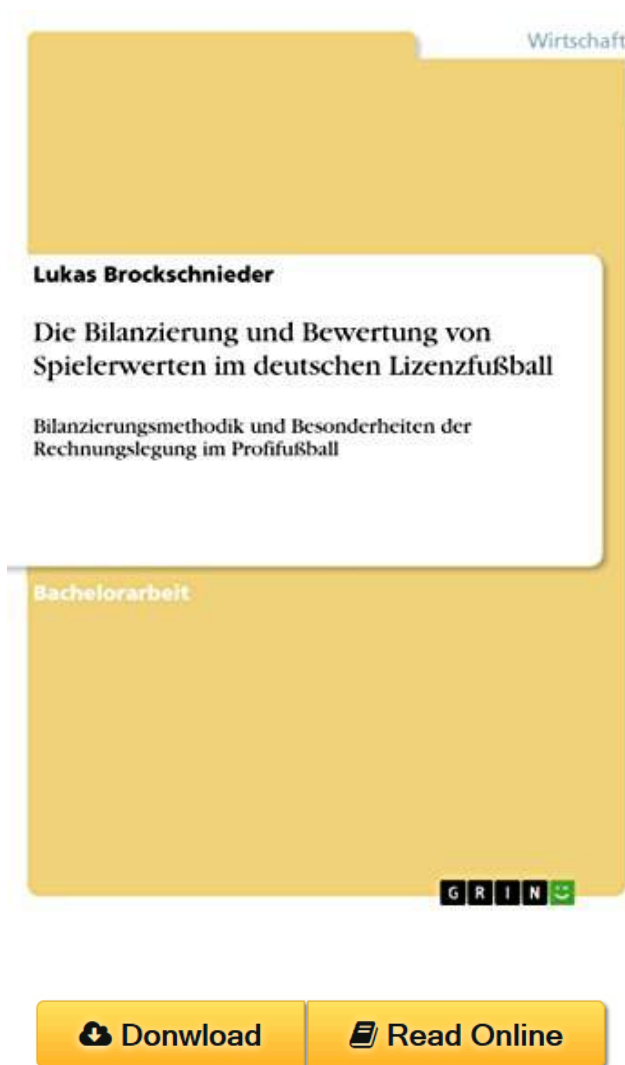 Wirtschaft
Lukas Brockschnieder
Die Bilanzierung und Bewertung von
Spielerwerten im deutschen Lizenzfußball
Bilanzierungsmethodik und Besonderheiten der
Rechnungslegung im Profifußball
Bachelorarbeit
GRIN
Donwload
Read Online